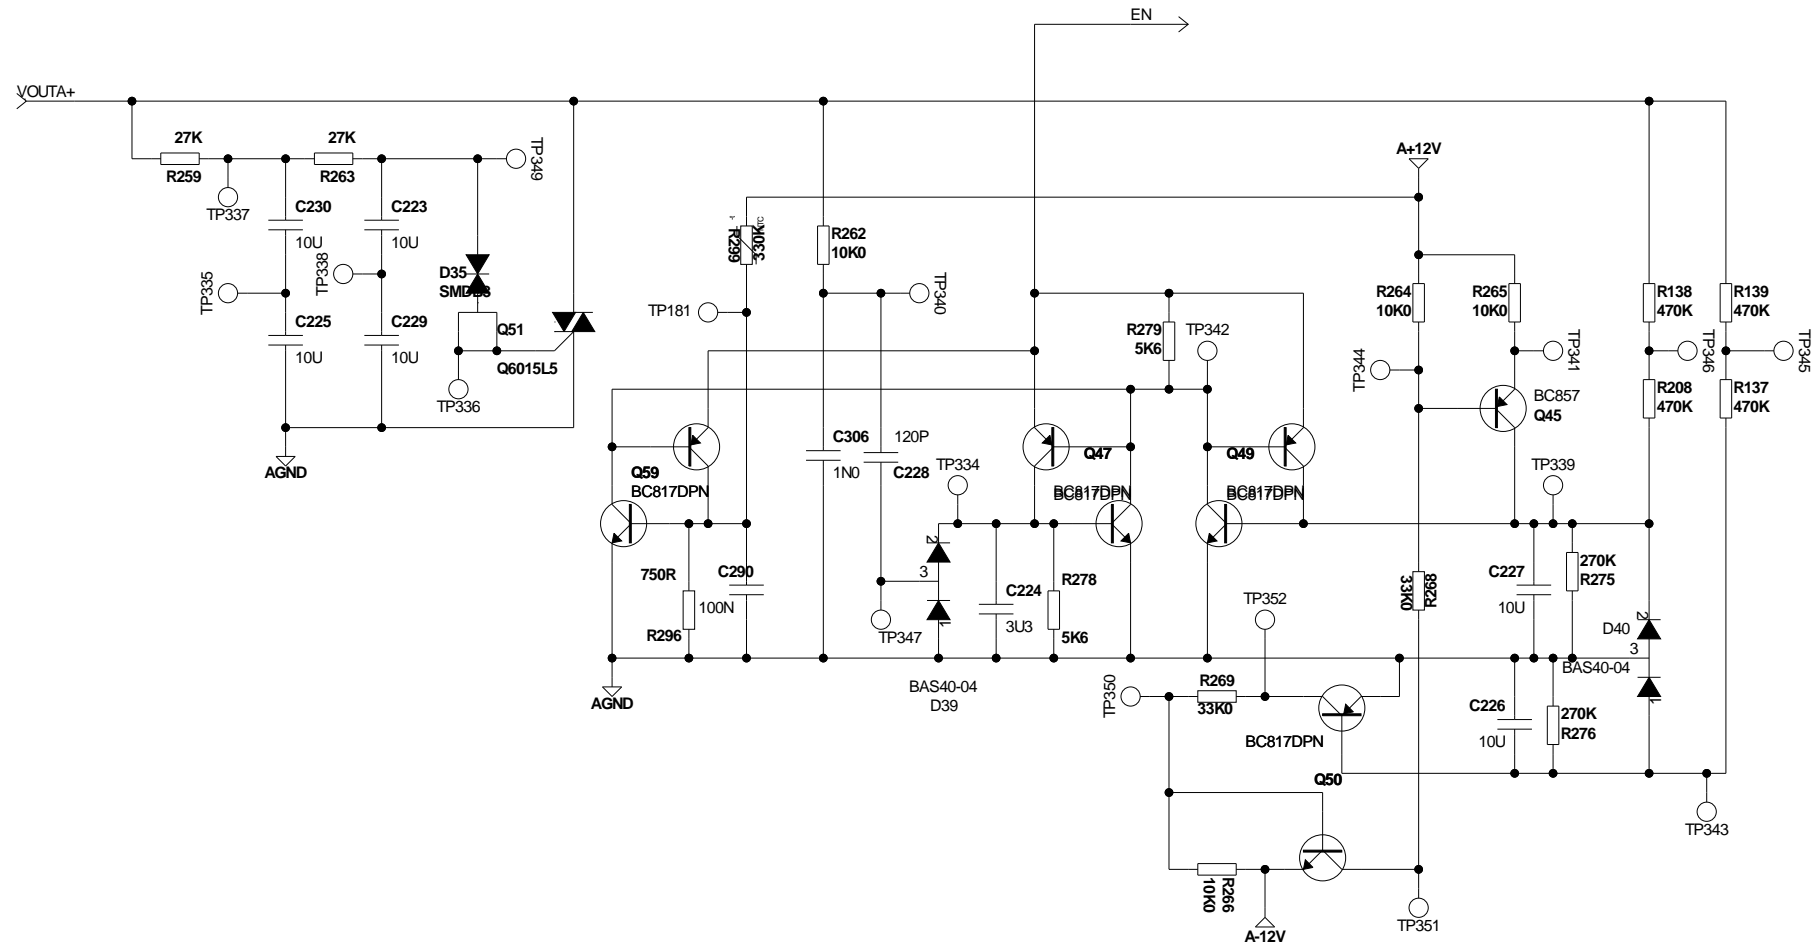 EN
VOUTA+
27K
R259
27K
R263
TP349
TP337
C230
10U
C223
10U
TP335
TP338
C225
10U
C229
10U
D35
Q51
Q6015L5
TP336
AGND
R299
330K
TC
TP181
R262
10K0
TP340
A+12V
R264
10K0
R265
10K0
R138
470K
R139
470K
R279
5K6
TP342
TP344
TP341
TP346
TP345
BC857
Q45
R208
470K
R137
470K
Q59
BC817DPN
C306
1N0
120P
C228
TP334
Q47
BC817DPN
Q49
BC817DPN
TP339
750R
R296
C290
100N
2
3
1
TP347
C224
3U3
R278
5K6
R268
33K0
C227
10U
270K
R275
D40
2
3
BAS40-04
1
TP352
AGND
BAS40-04
D39
TP350
R269
33K0
BC817DPN
Q50
C226
10U
270K
R276
TP343
R266
10K0
A-12V
TP351